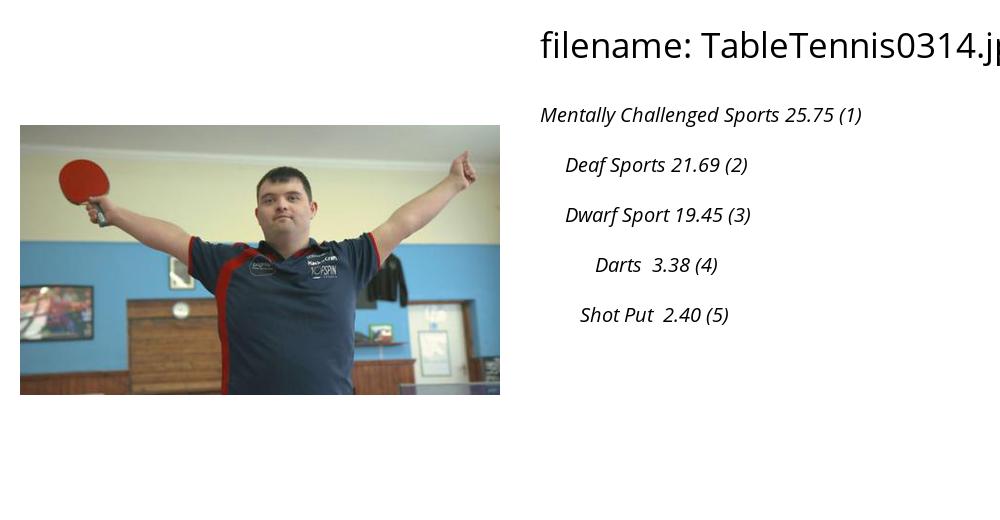 filename: TableTennis0314.jp
Mentally Challenged Sports 25.75 (1)
Deaf Sports 21.69 (2)
Dwarf Sport 19.45 (3)
Darts 3.38 (4)
Shot Put 2.40 (5)
TOPSPIN